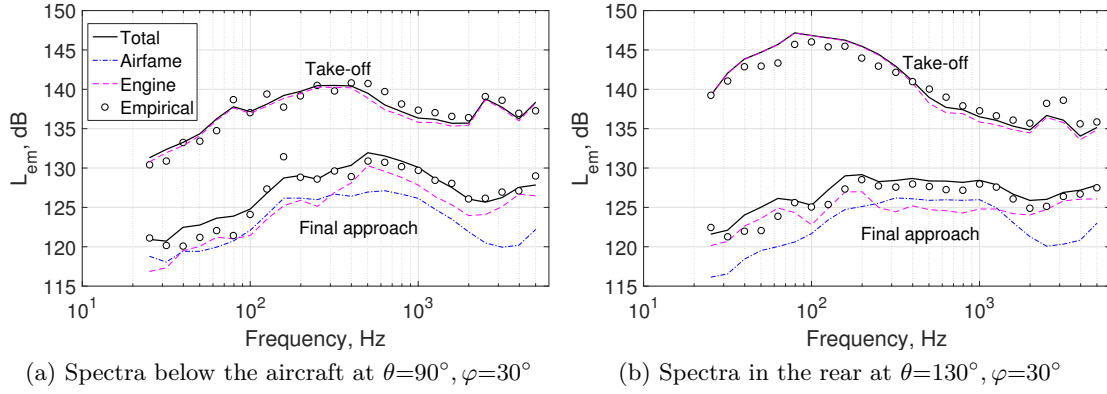 150
145
140
135
130
125
120
115
L_em, dB
Total
Airfame
Engine
Empirical
Take-off
Final approach
10^1
10^2
10^3
Frequency, Hz
(a) Spectra below the aircraft at θ=90°, φ=30°
150
145
140
135
130
125
120
115
L_em, dB
Take-off
Final approach
10^1
10^2
10^3
Frequency, Hz
(b) Spectra in the rear at θ=130°, φ=30°